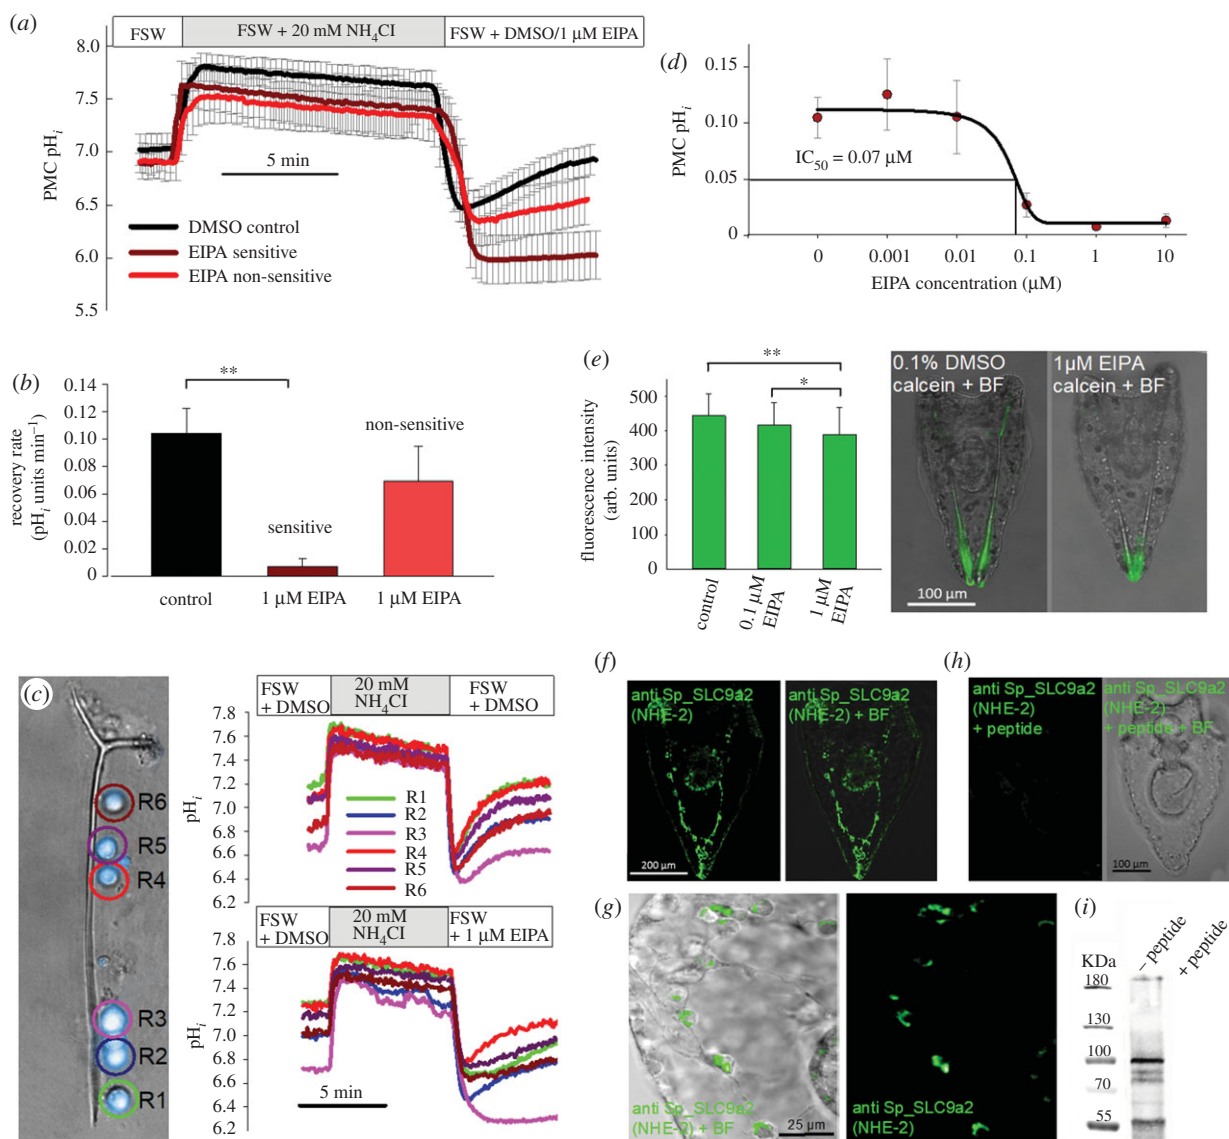 (a)
FSW
FSW + 20 mM NH4Cl
FSW + DMSO/1 µM EIPA
8.0
7.5
7.0
6.5
6.0
5.5
PMC pHi
5 min
DMSO control
EIPA sensitive
EIPA non-sensitive
(d)
0.15
0.10
0.05
0
PMC pHi
IC50 = 0.07 µM
0 0.001 0.01 0.1 1 10
EIPA concentration (µM)
(b)
0.14
0.12
0.10
0.08
0.06
0.04
0.02
0
recovery rate
(pHi units min−1)
**
sensitive
non-sensitive
control 1 µM EIPA 1 µM EIPA
(e)
500
400
300
200
100
0
fluorescence intensity
(arb. units)
**
*
control
0.1 µM
EIPA
1 µM
EIPA
0.1% DMSO
calcein + BF
100 µm
1µM EIPA
calcein + BF
(c)
R6
R5
R4
R3
R2
R1
FSW
+ DMSO
20 mM
NH4Cl
FSW
+ DMSO
7.8
7.6
7.2
7.0
6.8
6.6
6.4
pHi
R1
R2
R3
R4
R5
R6
FSW
+ DMSO
20 mM
NH4Cl
FSW
+ 1 µM EIPA
7.8
7.6
7.4
7.2
7.0
6.8
6.6
6.4
6.2
pHi
5 min
(f)
anti Sp_SLC9a2
(NHE-2)
200 µm
anti Sp_SLC9a2
(NHE-2) + BF
(h)
anti Sp_SLC9a2
(NHE-2)
+ peptide
anti Sp_SLC9a2
(NHE-2)
+ peptide + BF
100 µm
(g)
anti Sp_SLC9a2
(NHE-2) + BF
25 µm
anti Sp_SLC9a2
(NHE-2)
(i)
– peptide
+ peptide
KDa
180
130
100
70
55